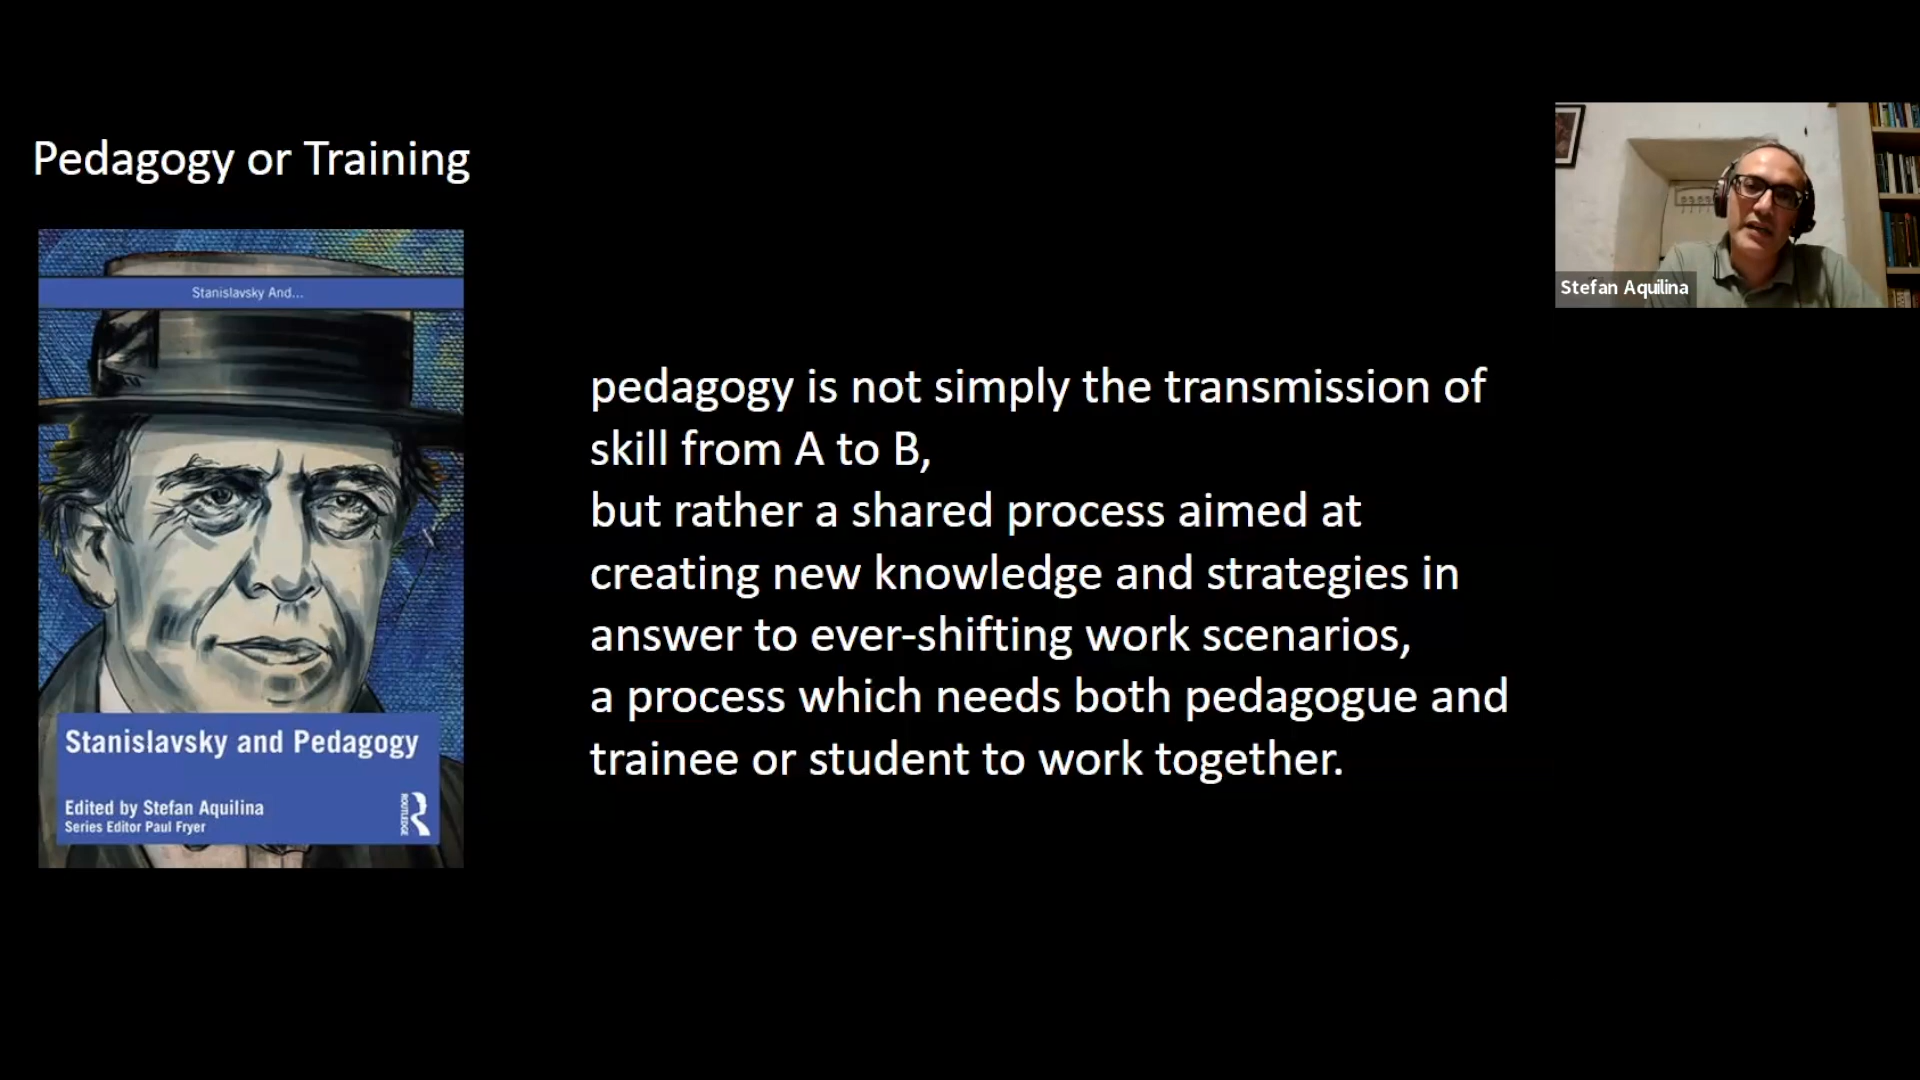 Pedagogy or Training
Stanislavsky And...
Stanislavsky and Pedagogy
Edited by Stefan Aquilina
Series Editor Paul Fryer
ROUTLEDGE
pedagogy is not simply the transmission of
skill from A to B,
but rather a shared process aimed at
creating new knowledge and strategies in
answer to ever-shifting work scenarios,
a process which needs both pedagogue and
trainee or student to work together.
Stefan Aquilina